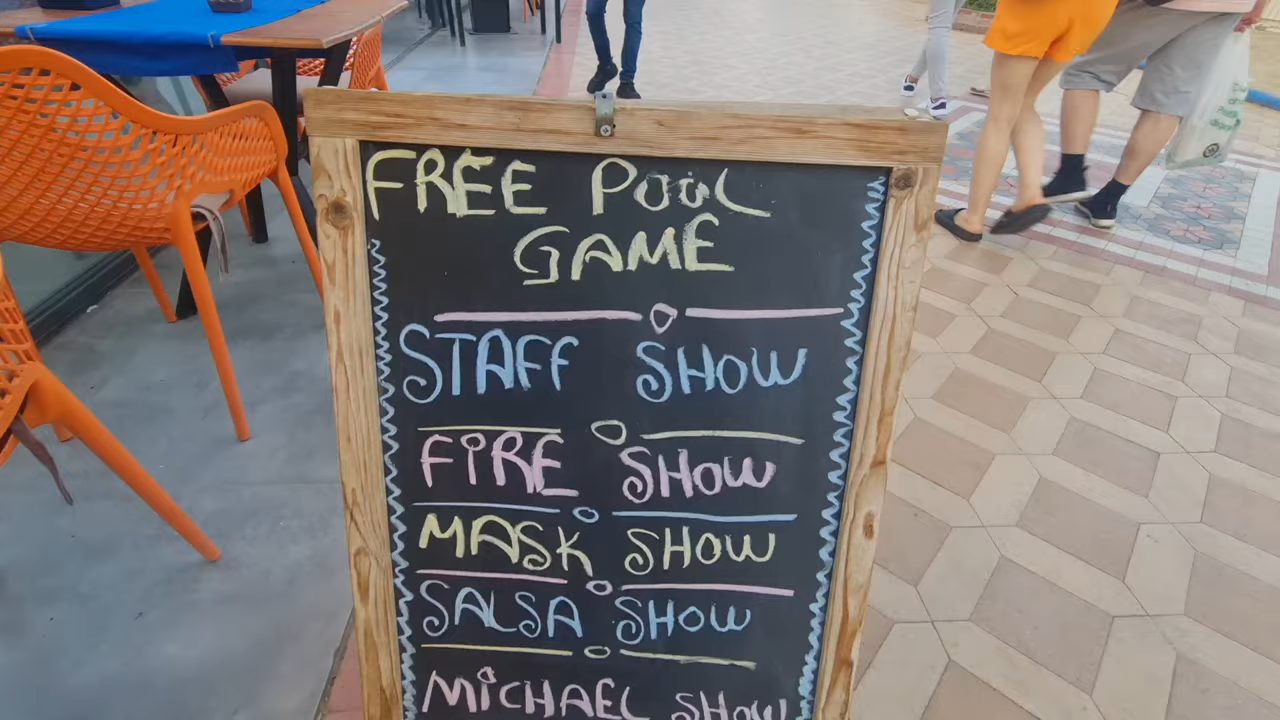 FREE POOL
GAME
STAFF SHOW
FiRE SHOW
MASK SHOW
SALSA SHOW
MiCHAEL SHOW